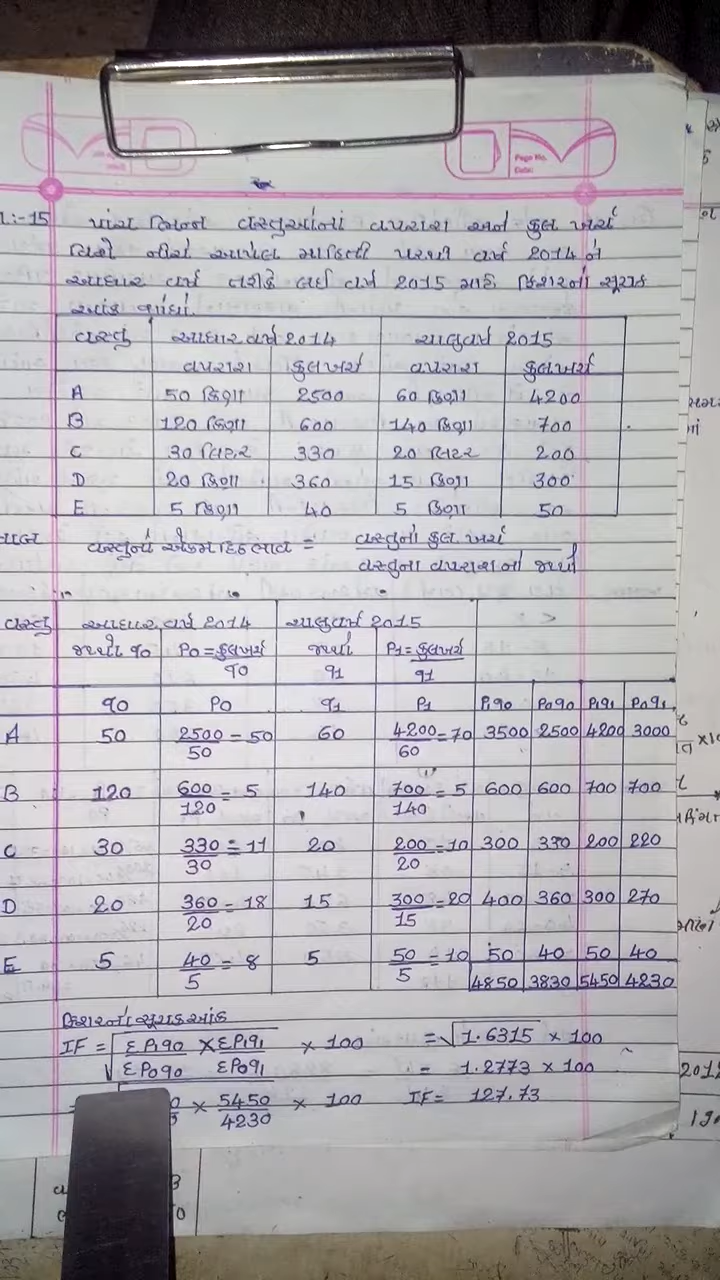 Page No.
Date:
1:-15 પાંચ ભિન્ન વસ્તુઓનાં વપરાશ અને કુલ ખર્ચ
વિશે નીચે આપેલ માહિતી પરથી વર્ષ 2014ને
આધાર વર્ષ તરીકે લઈ વર્ષ 2015 માટે ફિશરનો સૂચક
આંક શોધો.
વસ્તુ આધાર વર્ષ 2014 ચાલુવર્ષ 2015
વપરાશ કુલખર્ચ વપરાશ કુલખર્ચ
A 50 કિગ્રા 2500 60 કિગ્રા 4200
B 120 કિગ્રા 600 140 કિગ્રા 700
C 30 લિટર 330 20 લિટર 200
D 20 કિગ્રા 360 15 કિગ્રા 300
E 5 કિગ્રા 40 5 કિગ્રા 50
વસ્તુનો એકમ દિઠ ભાવ = વસ્તુનો કુલ ખર્ચ
વસ્તુના વપરાશ નો જથ્થો
વસ્તુ આધાર વર્ષ 2014 ચાલુવર્ષ 2015
જથ્થો q0 P0 = કુલખર્ચ/q0 જથ્થો q1 P1 = કુલખર્ચ/q1
q0 P0 q1 P1 P1q0 P0q0 P1q1 P0q1
A 50 2500/50 = 50 60 4200/60 = 70 3500 2500 4200 3000
B 120 600/120 = 5 140 700/140 = 5 600 600 700 700
C 30 330/30 = 11 20 200/20 = 10 300 330 200 220
D 20 360/20 = 18 15 300/15 = 20 400 360 300 270
E 5 40/5 = 8 5 50/5 = 10 50 40 50 40
4850 3830 5450 4230
ફિશરનો સૂચકઆંક
IF = √(ΣP1q0/ΣP0q0 × ΣP1q1/ΣP0q1) × 100 = √1.6315 × 100
= 1.2773 × 100
× 5450/4230 × 100 IF = 127.73